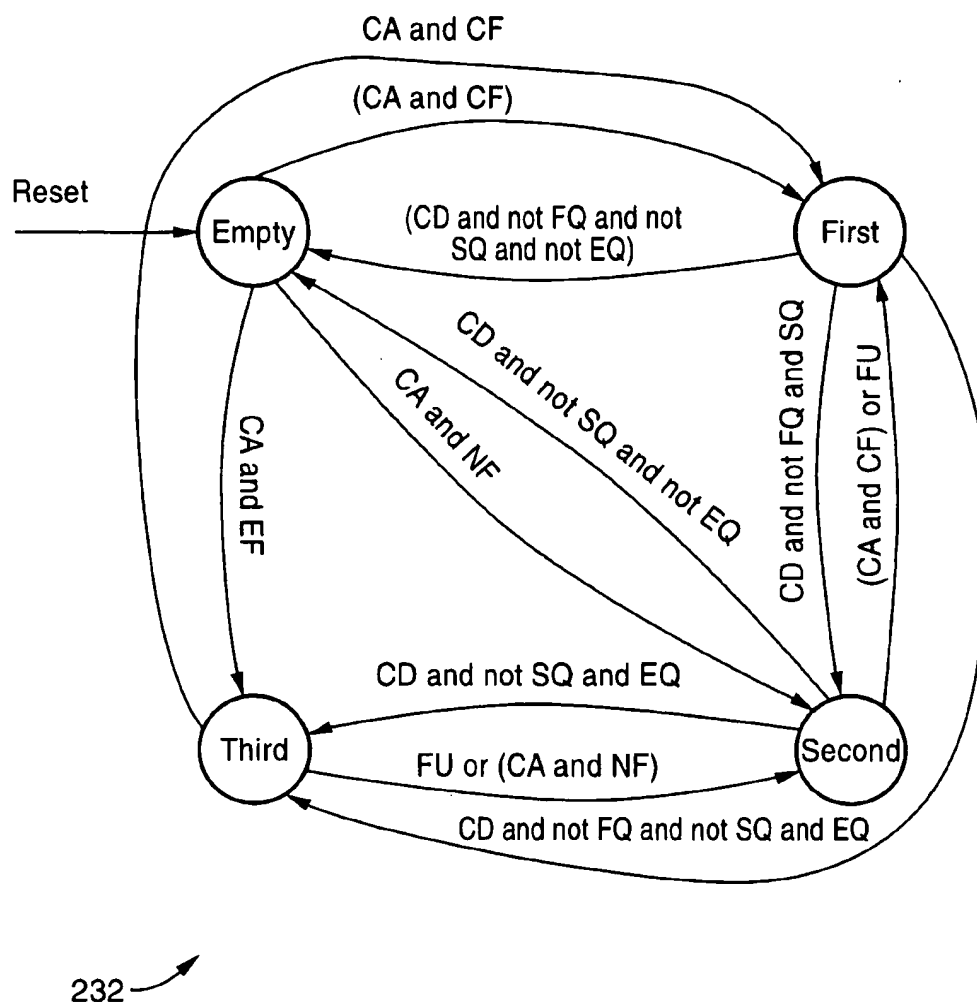 CA and CF
(CA and CF)
Reset
Empty
(CD and not FQ and not
SQ and not EQ)
First
CD and not SQ and not EQ
CA and NF
CA and EF
CD and not FQ and SQ
(CA and CF) or FU
CD and not SQ and EQ
Third
FU or (CA and NF)
Second
CD and not FQ and not SQ and EQ
232